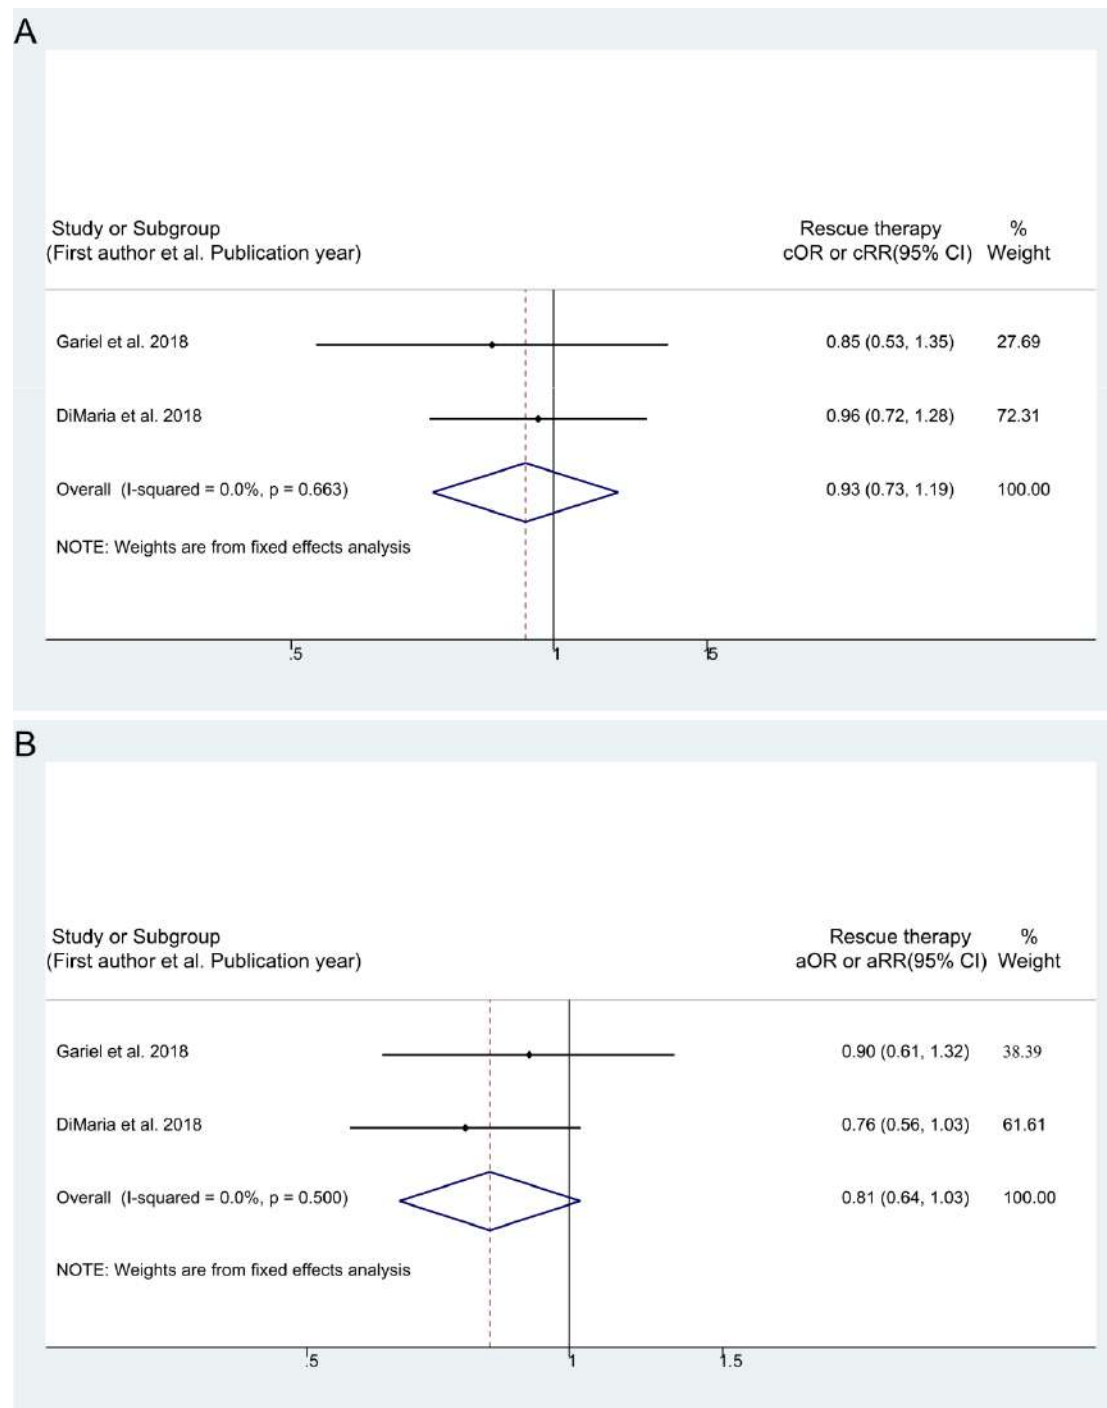 A
Study or Subgroup
(First author et al. Publication year)
Rescue therapy
cOR or cRR(95% CI)
%
Weight
Gariel et al. 2018 0.85 (0.53, 1.35) 27.69
DiMaria et al. 2018 0.96 (0.72, 1.28) 72.31
Overall (I-squared = 0.0%, p = 0.663) 0.93 (0.73, 1.19) 100.00
NOTE: Weights are from fixed effects analysis
.5 1 15
B
Study or Subgroup
(First author et al. Publication year)
Rescue therapy
aOR or aRR(95% CI)
%
Weight
Gariel et al. 2018 0.90 (0.61, 1.32) 38.39
DiMaria et al. 2018 0.76 (0.56, 1.03) 61.61
Overall (I-squared = 0.0%, p = 0.500) 0.81 (0.64, 1.03) 100.00
NOTE: Weights are from fixed effects analysis
.5 1 1.5